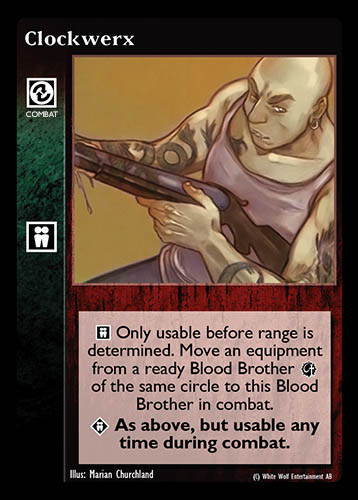 Clockwerx
COMBAT
Only usable before range is
determined. Move an equipment
from a ready Blood Brother
of the same circle to this Blood
Brother in combat.
As above, but usable any
time during combat.
Illus: Marian Churchland
(C) White Wolf Entertainment AB